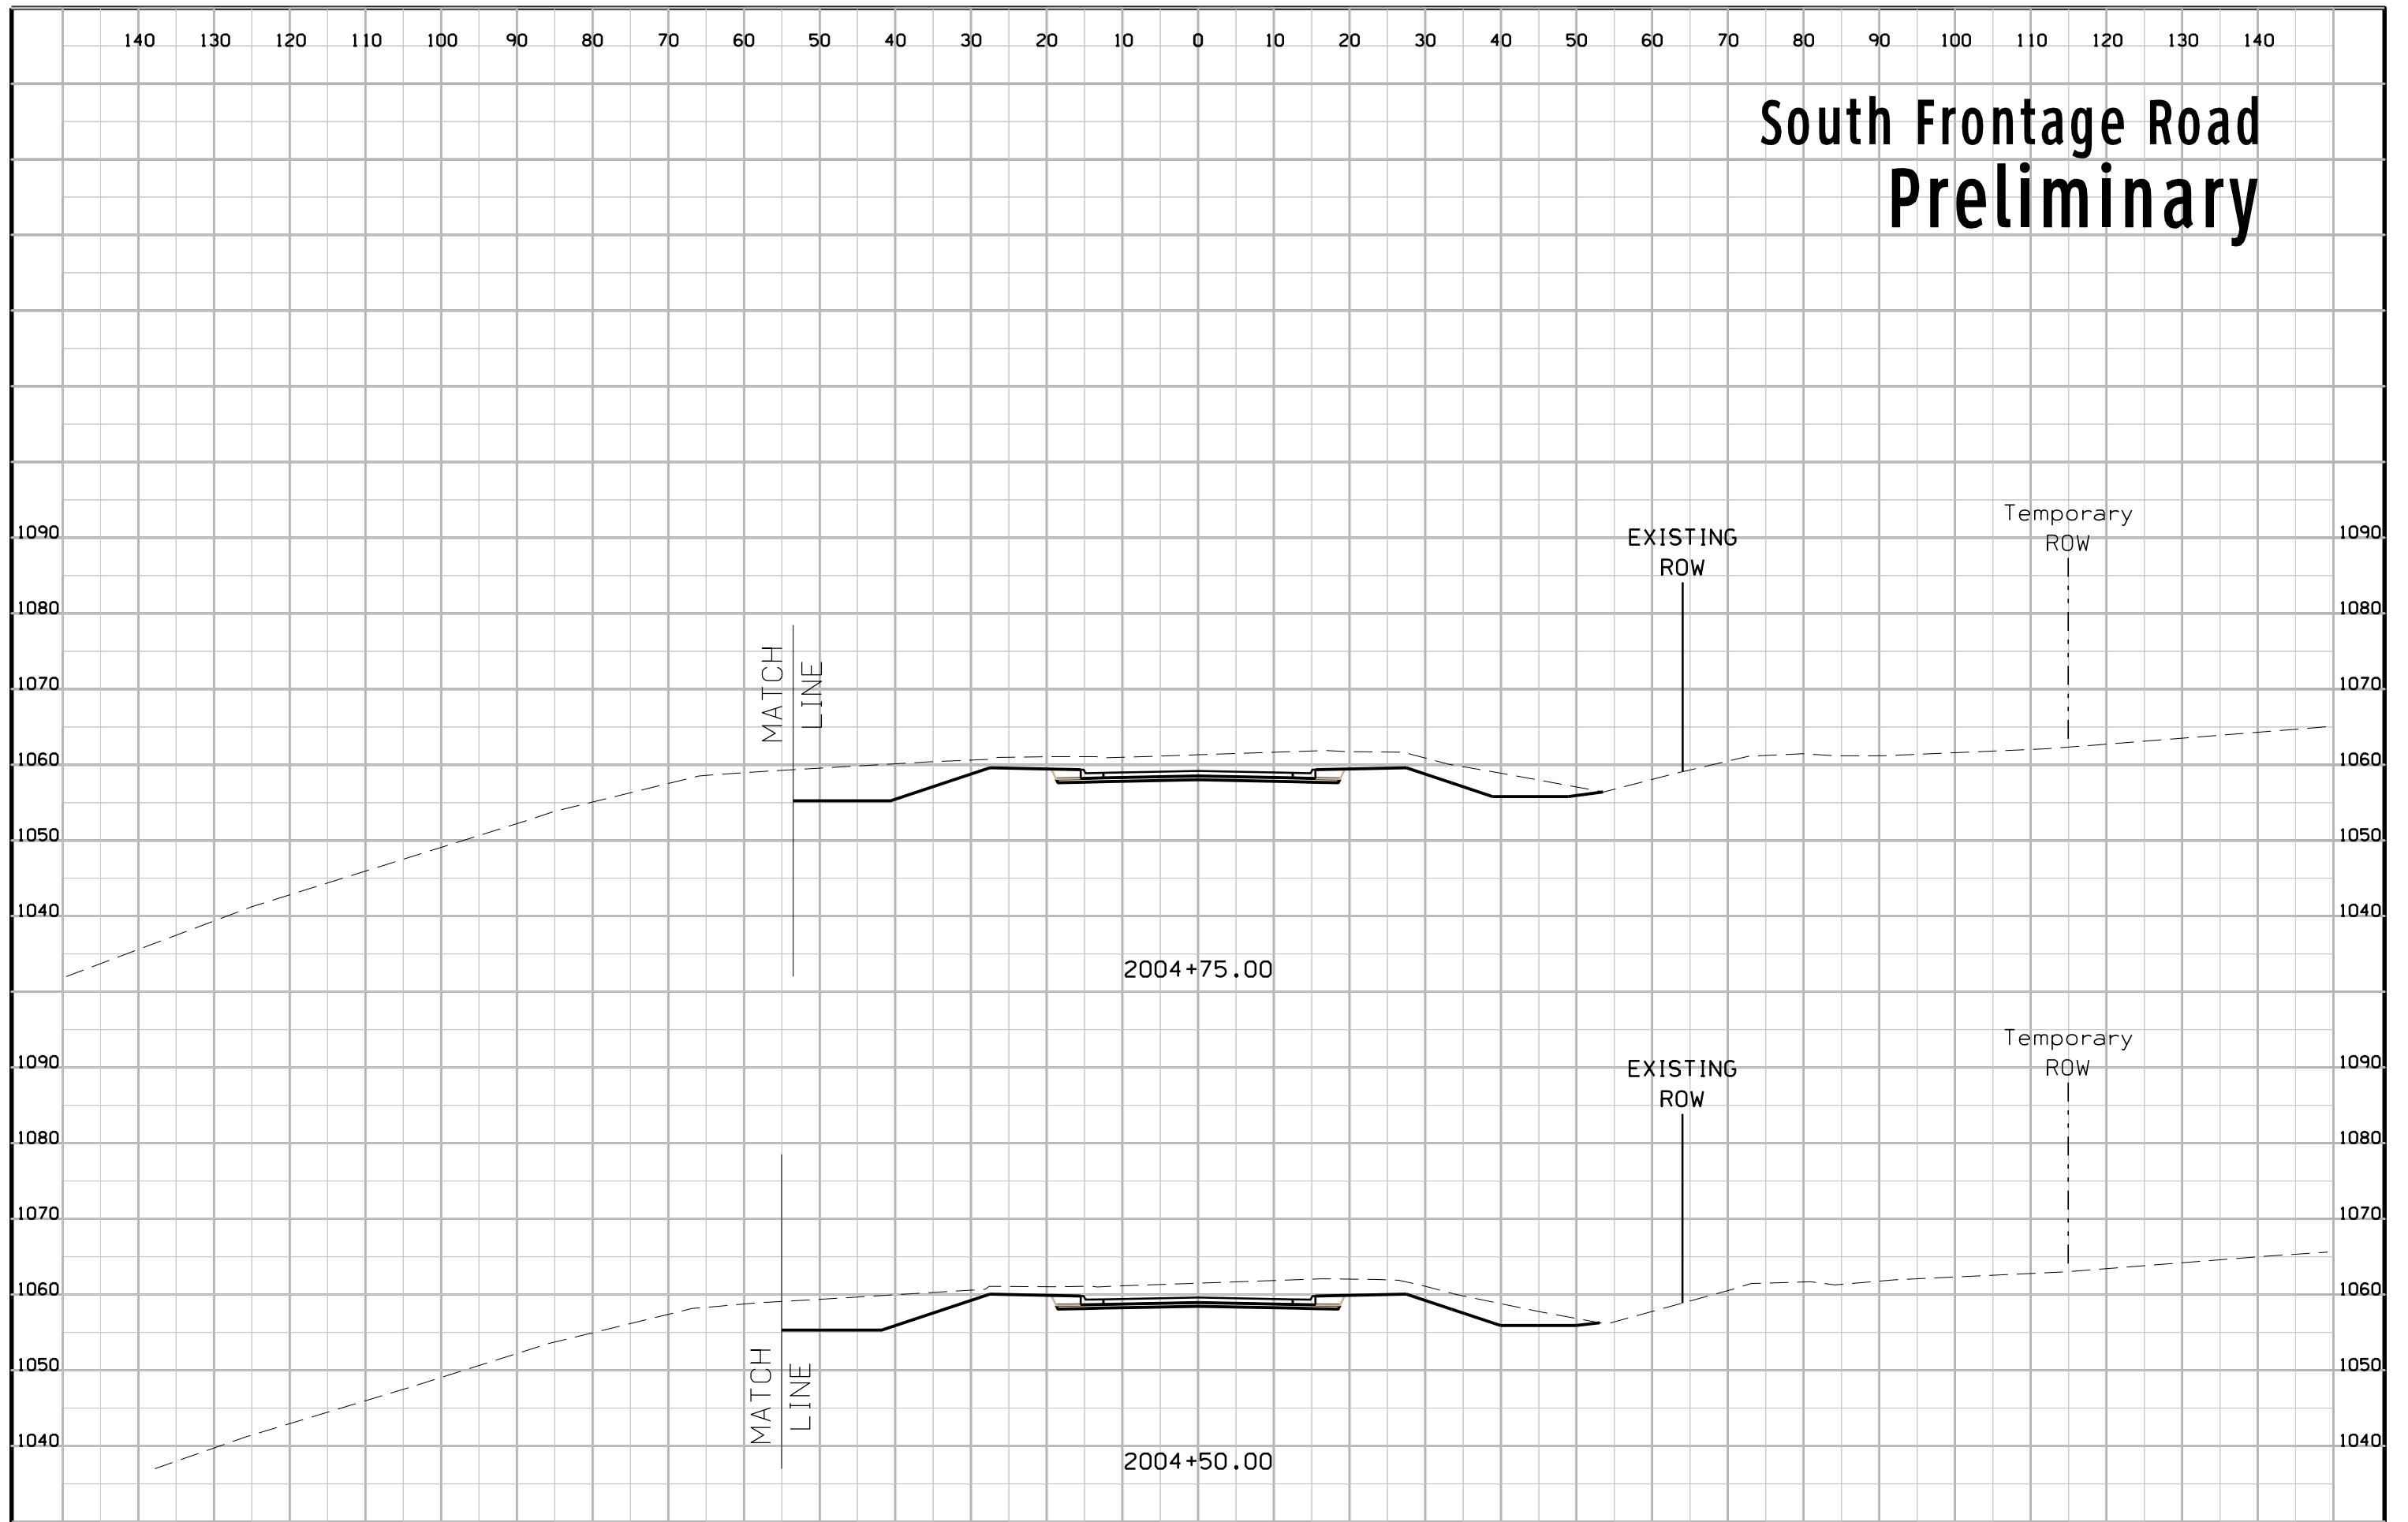 140 130 120 110 100 90 80 70 60 50 40 30 20 10 0 10 20 30 40 50 60 70 80 90 100 110 120 130 140
South Frontage Road
Preliminary
Temporary
ROW
EXISTING
ROW
1090 1090
1080 1080
MATCH
LINE
1070 1070
1060 1060
1050 1050
1040 1040
2004+75.00
Temporary
ROW
EXISTING
ROW
1090 1090
1080 1080
1070 1070
1060 1060
MATCH
LINE
1050 1050
1040 1040
2004+50.00